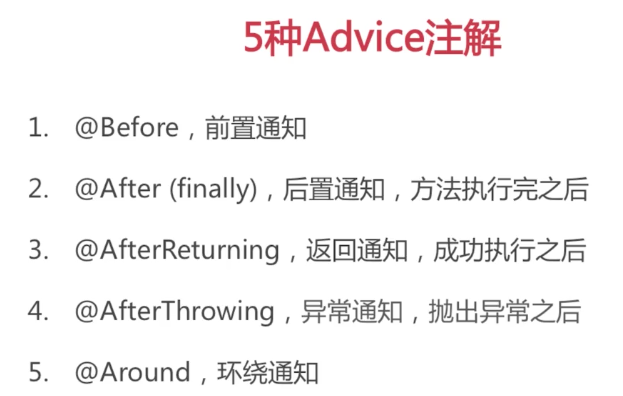 5种Advice注解
1. @Before，前置通知
2. @After (finally)，后置通知，方法执行完之后
3. @AfterReturning，返回通知，成功执行之后
4. @AfterThrowing，异常通知，抛出异常之后
5. @Around，环绕通知